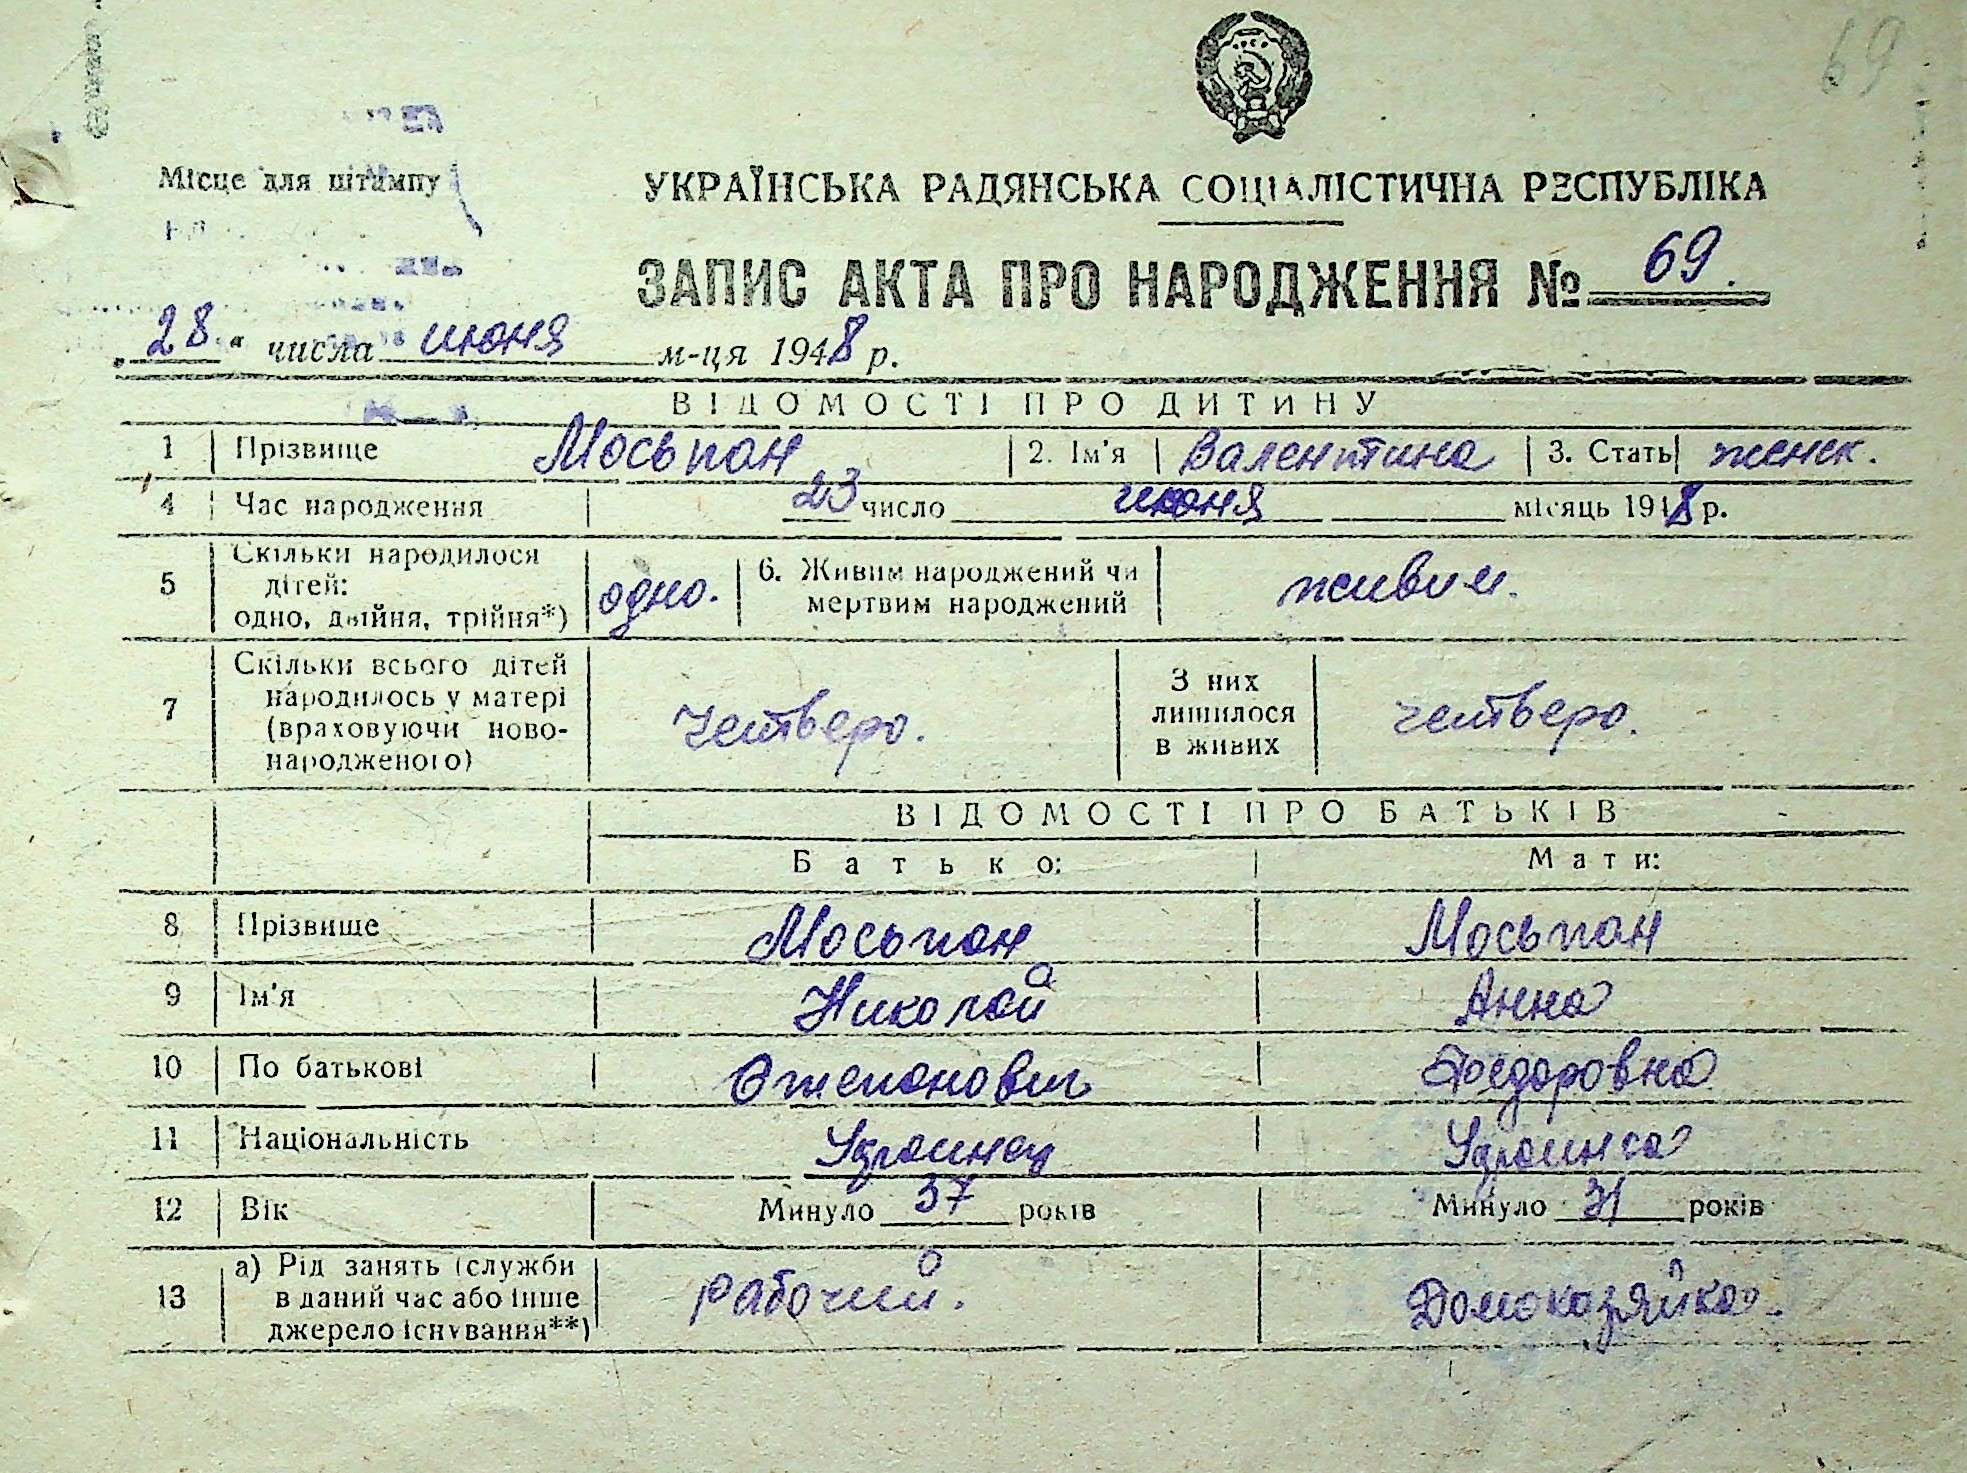 69
Місце для штампу
УКРАЇНСЬКА РАДЯНСЬКА СОЦІАЛІСТИЧНА РЕСПУБЛІКА
ЗАПИС АКТА ПРО НАРОДЖЕННЯ № 69.
„28" числа июня м-ця 1948 р.
ВІДОМОСТІ ПРО ДИТИНУ
1 Прізвище Мосьпан 2. Ім'я Валентина 3. Стать женск.
4 Час народження 23 число июня місяць 1948 р.
5 Скільки народилося
дітей:
одно, двійня, трійня*) одно. 6. Живим народжений чи
мертвим народжений живим.
7 Скільки всього дітей
народилось у матері
(враховуючи ново-
народженого) четверо. З них
лишилося
в живих четверо.
ВІДОМОСТІ ПРО БАТЬКІВ
Батько: Мати:
8 Прізвище Мосьпан Мосьпан
9 Ім'я Николай Анна
10 По батькові Степанович Федоровна
11 Національність Украинец Украинка
12 Вік Минуло 37 років Минуло 31 років
13 а) Рід занять (служби
в даний час або інше
джерело існування**) рабочий. Домохозяйка.